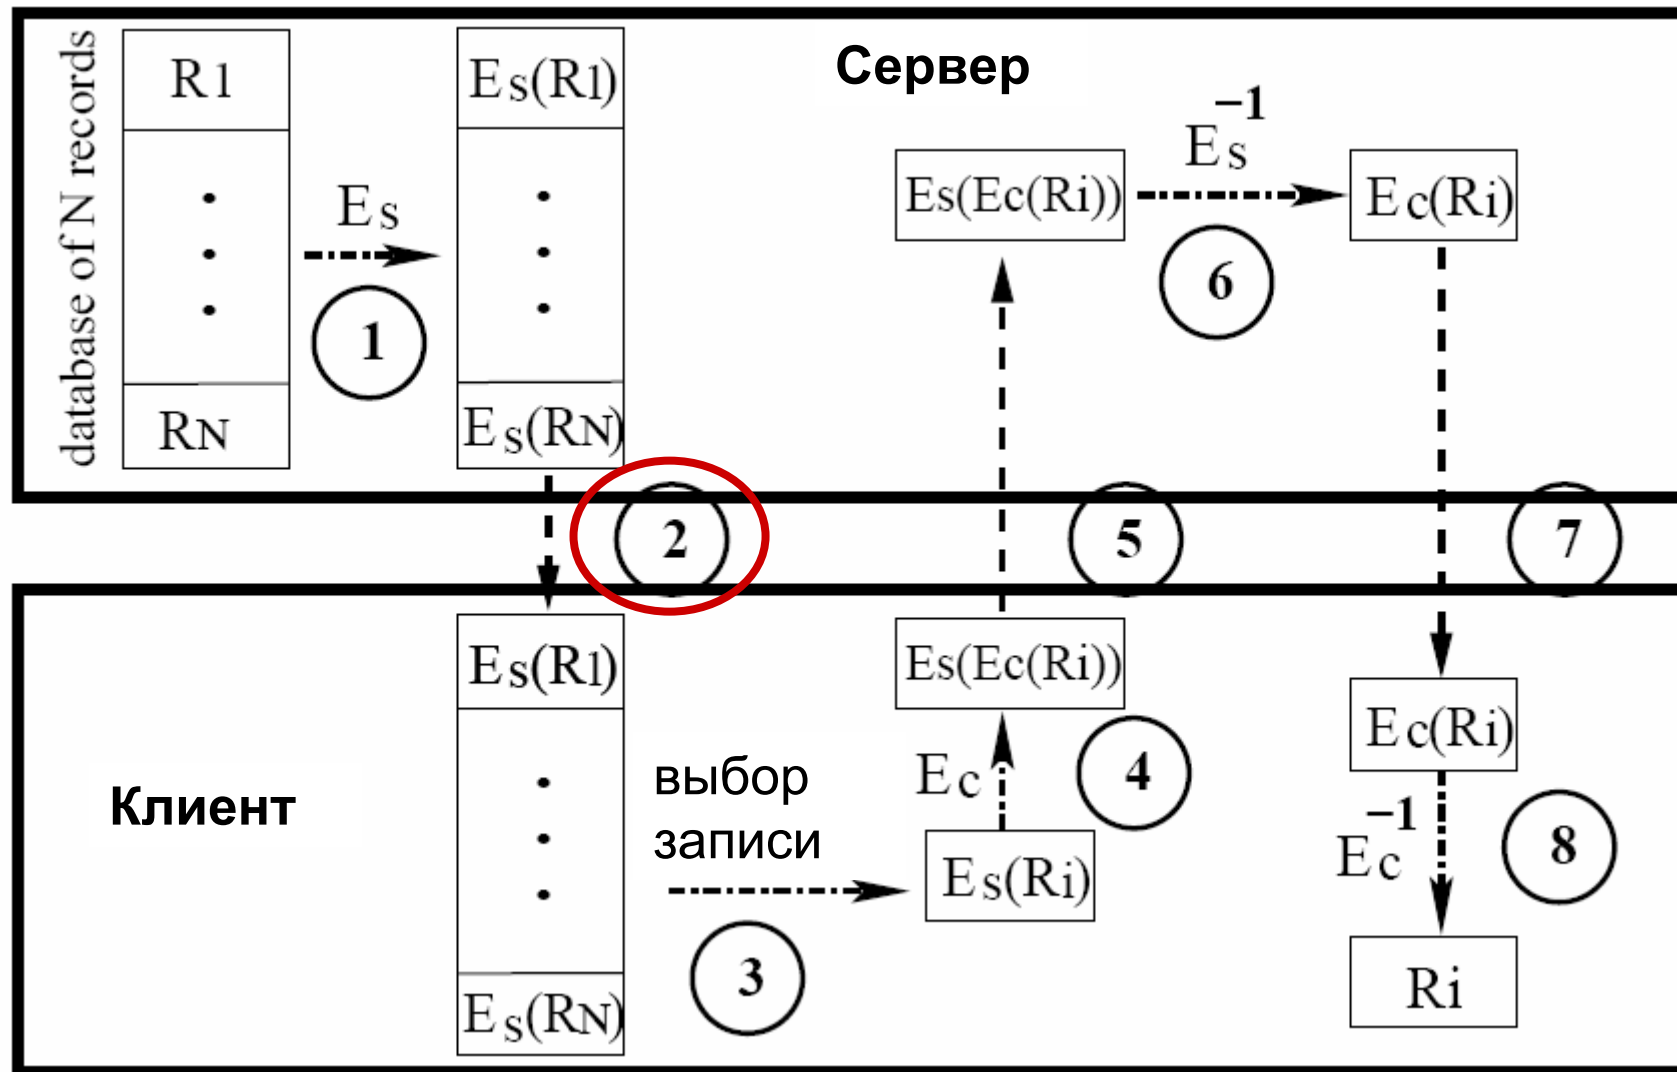 database of N records
R1
RN
Es
1
Es(R1)
Es(RN)
Сервер
Es(Ec(Ri))
Es−1
6
Ec(Ri)
2
5
7
Клиент
Es(R1)
Es(RN)
выбор
записи
3
Es(Ec(Ri))
Ec
4
Es(Ri)
Ec(Ri)
Ec−1
8
Ri